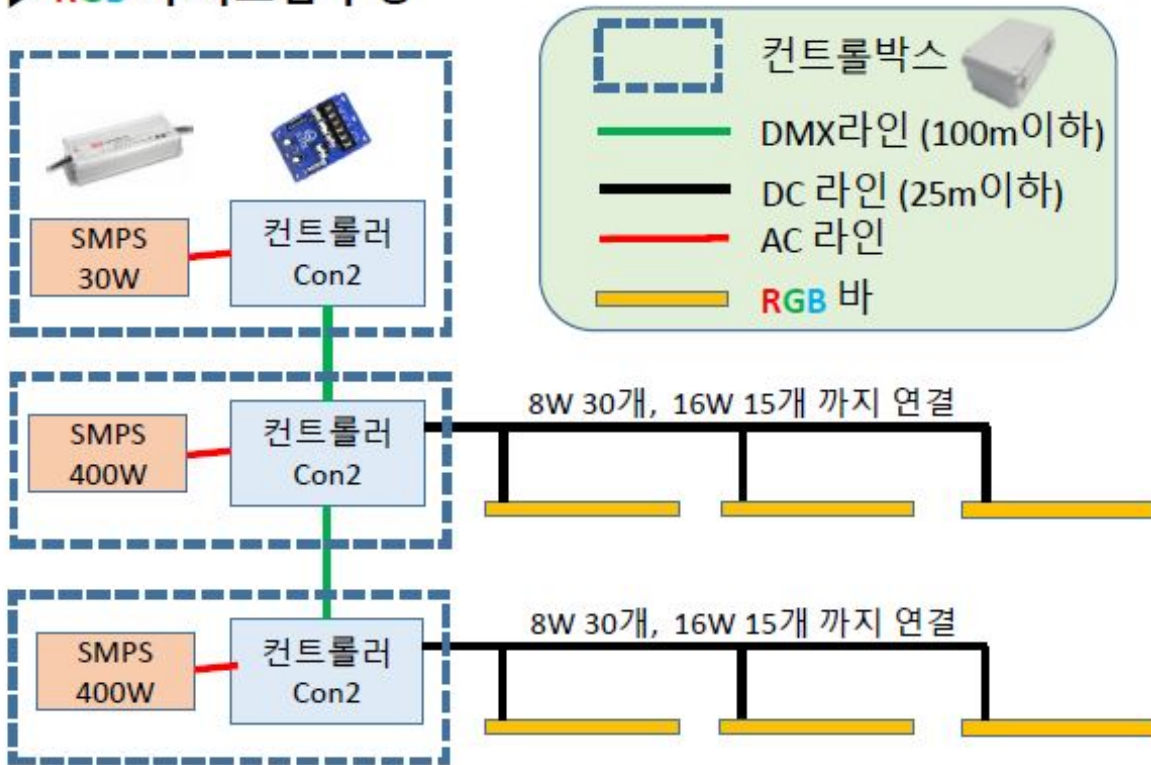 RGB
컨트롤박스
DMX라인 (100m이하)
DC 라인 (25m이하)
AC 라인
RGB 바
SMPS
30W
컨트롤러
Con2
SMPS
400W
컨트롤러
Con2
8W 30개, 16W 15개 까지 연결
SMPS
400W
컨트롤러
Con2
8W 30개, 16W 15개 까지 연결